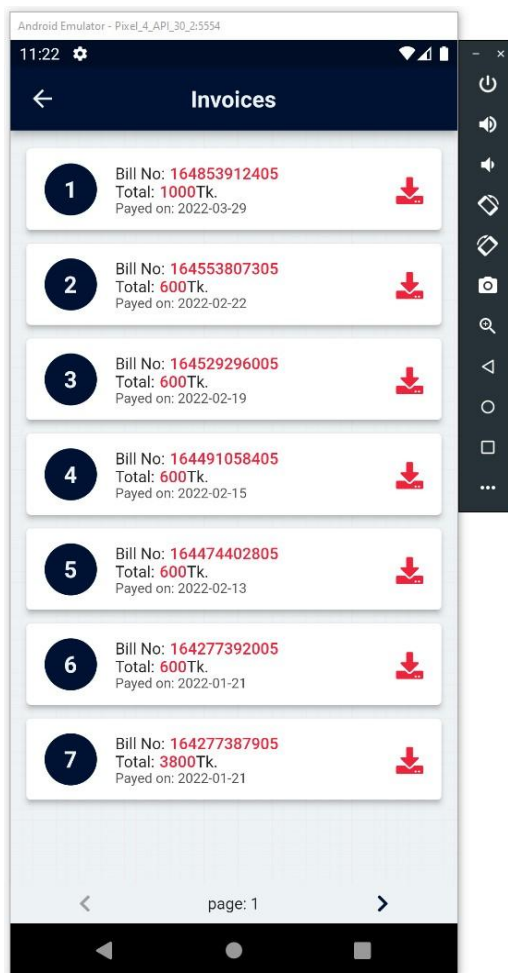 Android Emulator - Pixel_4_API_30_2:5554
11:22
Invoices
1
Bill No: 164853912405
Total: 1000Tk.
Payed on: 2022-03-29
2
Bill No: 164553807305
Total: 600Tk.
Payed on: 2022-02-22
3
Bill No: 164529296005
Total: 600Tk.
Payed on: 2022-02-19
4
Bill No: 164491058405
Total: 600Tk.
Payed on: 2022-02-15
5
Bill No: 164474402805
Total: 600Tk.
Payed on: 2022-02-13
6
Bill No: 164277392005
Total: 600Tk.
Payed on: 2022-01-21
7
Bill No: 164277387905
Total: 3800Tk.
Payed on: 2022-01-21
page: 1